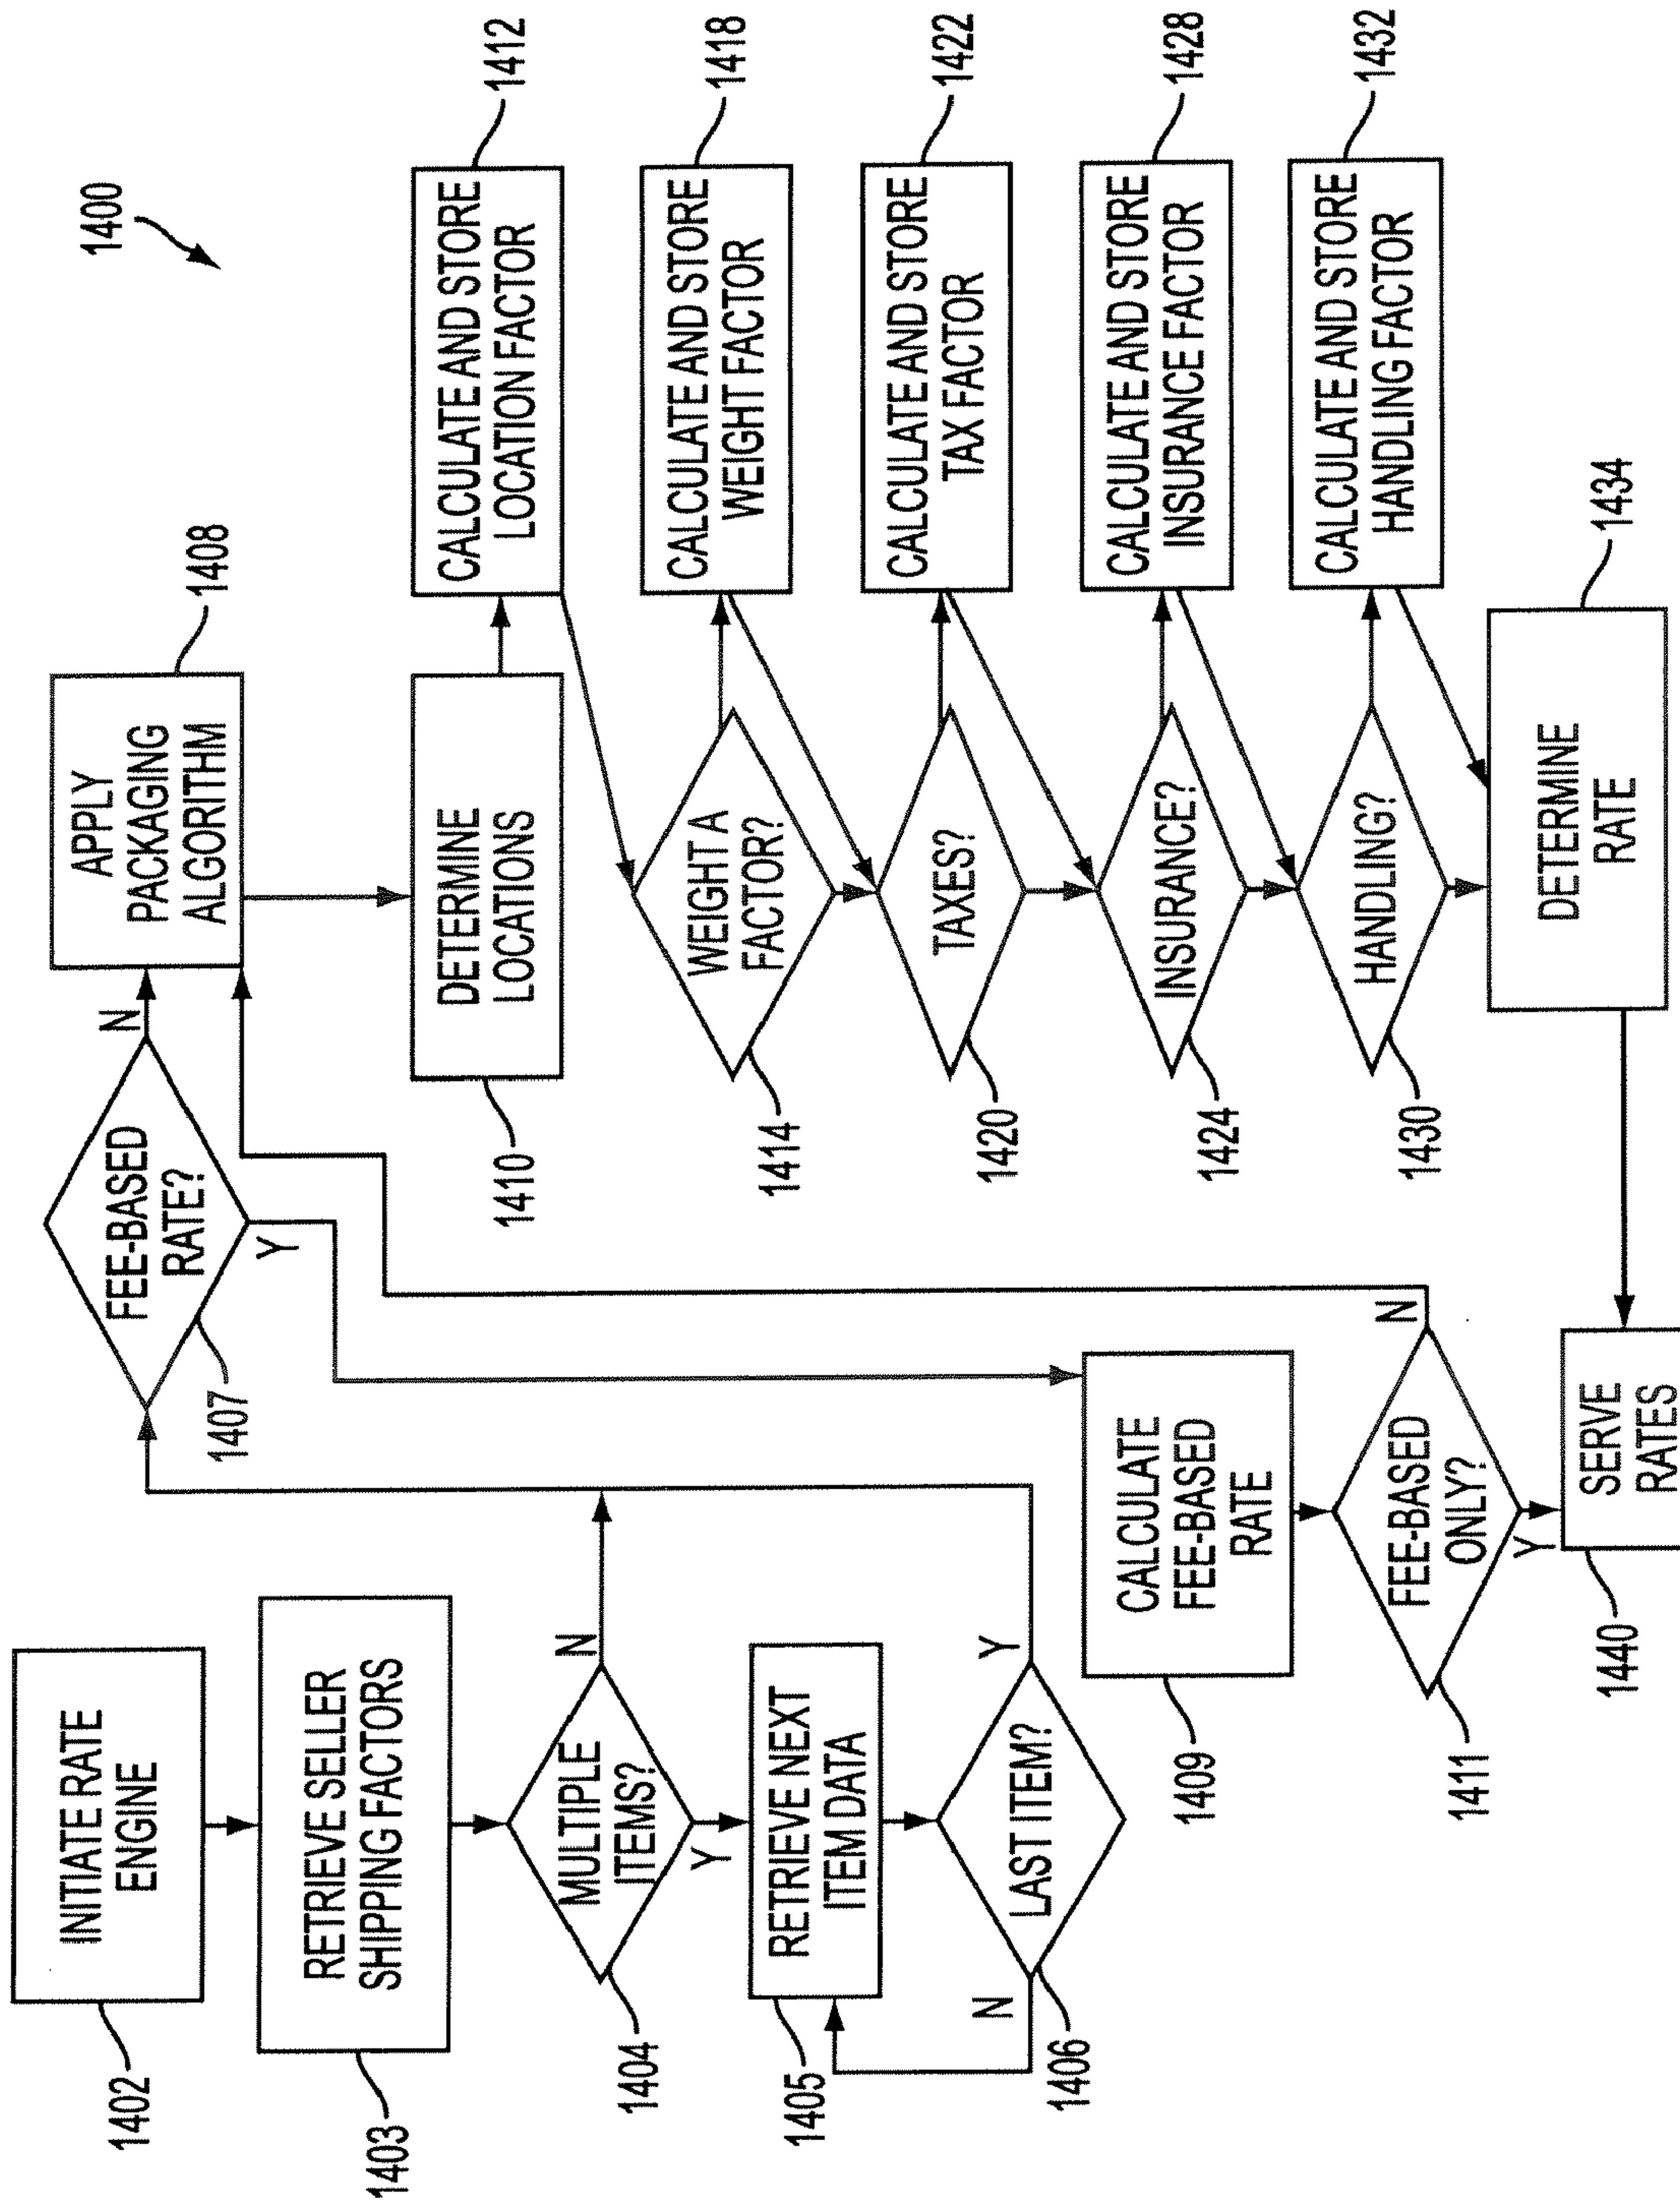 1400
INITIATE RATE
ENGINE
1402
RETRIEVE SELLER
SHIPPING FACTORS
1403
MULTIPLE
ITEMS?
N
Y
1404
RETRIEVE NEXT
ITEM DATA
1405
LAST ITEM?
N
Y
1406
FEE-BASED
RATE?
N
Y
1407
CALCULATE
FEE-BASED
RATE
1409
FEE-BASED
ONLY?
N
Y
1411
SERVE
RATES
1440
APPLY
PACKAGING
ALGORITHM
1408
DETERMINE
LOCATIONS
1410
CALCULATE AND STORE
LOCATION FACTOR
1412
WEIGHT A
FACTOR?
1414
CALCULATE AND STORE
WEIGHT FACTOR
1418
TAXES?
1420
CALCULATE AND STORE
TAX FACTOR
1422
INSURANCE?
1424
CALCULATE AND STORE
INSURANCE FACTOR
1428
HANDLING?
1430
CALCULATE AND STORE
HANDLING FACTOR
1432
DETERMINE
RATE
1434